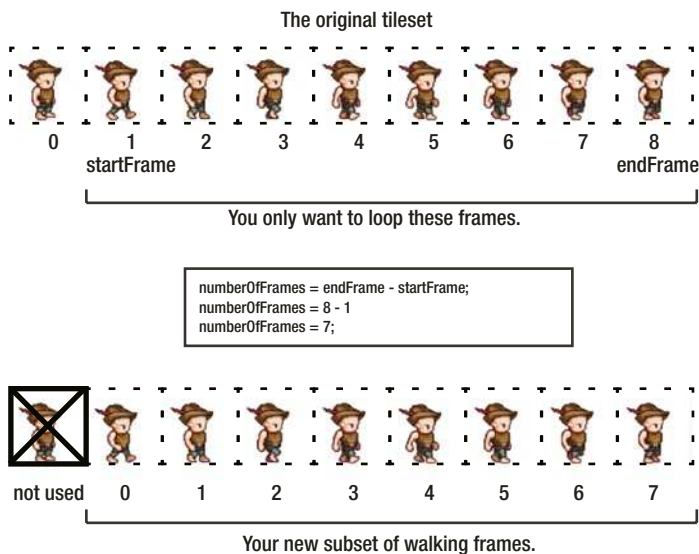 The original tileset
0 1 2 3 4 5 6 7 8
startFrame endFrame
You only want to loop these frames.
numberOfFrames = endFrame - startFrame;
numberOfFrames = 8 - 1
numberOfFrames = 7;
not used 0 1 2 3 4 5 6 7
Your new subset of walking frames.